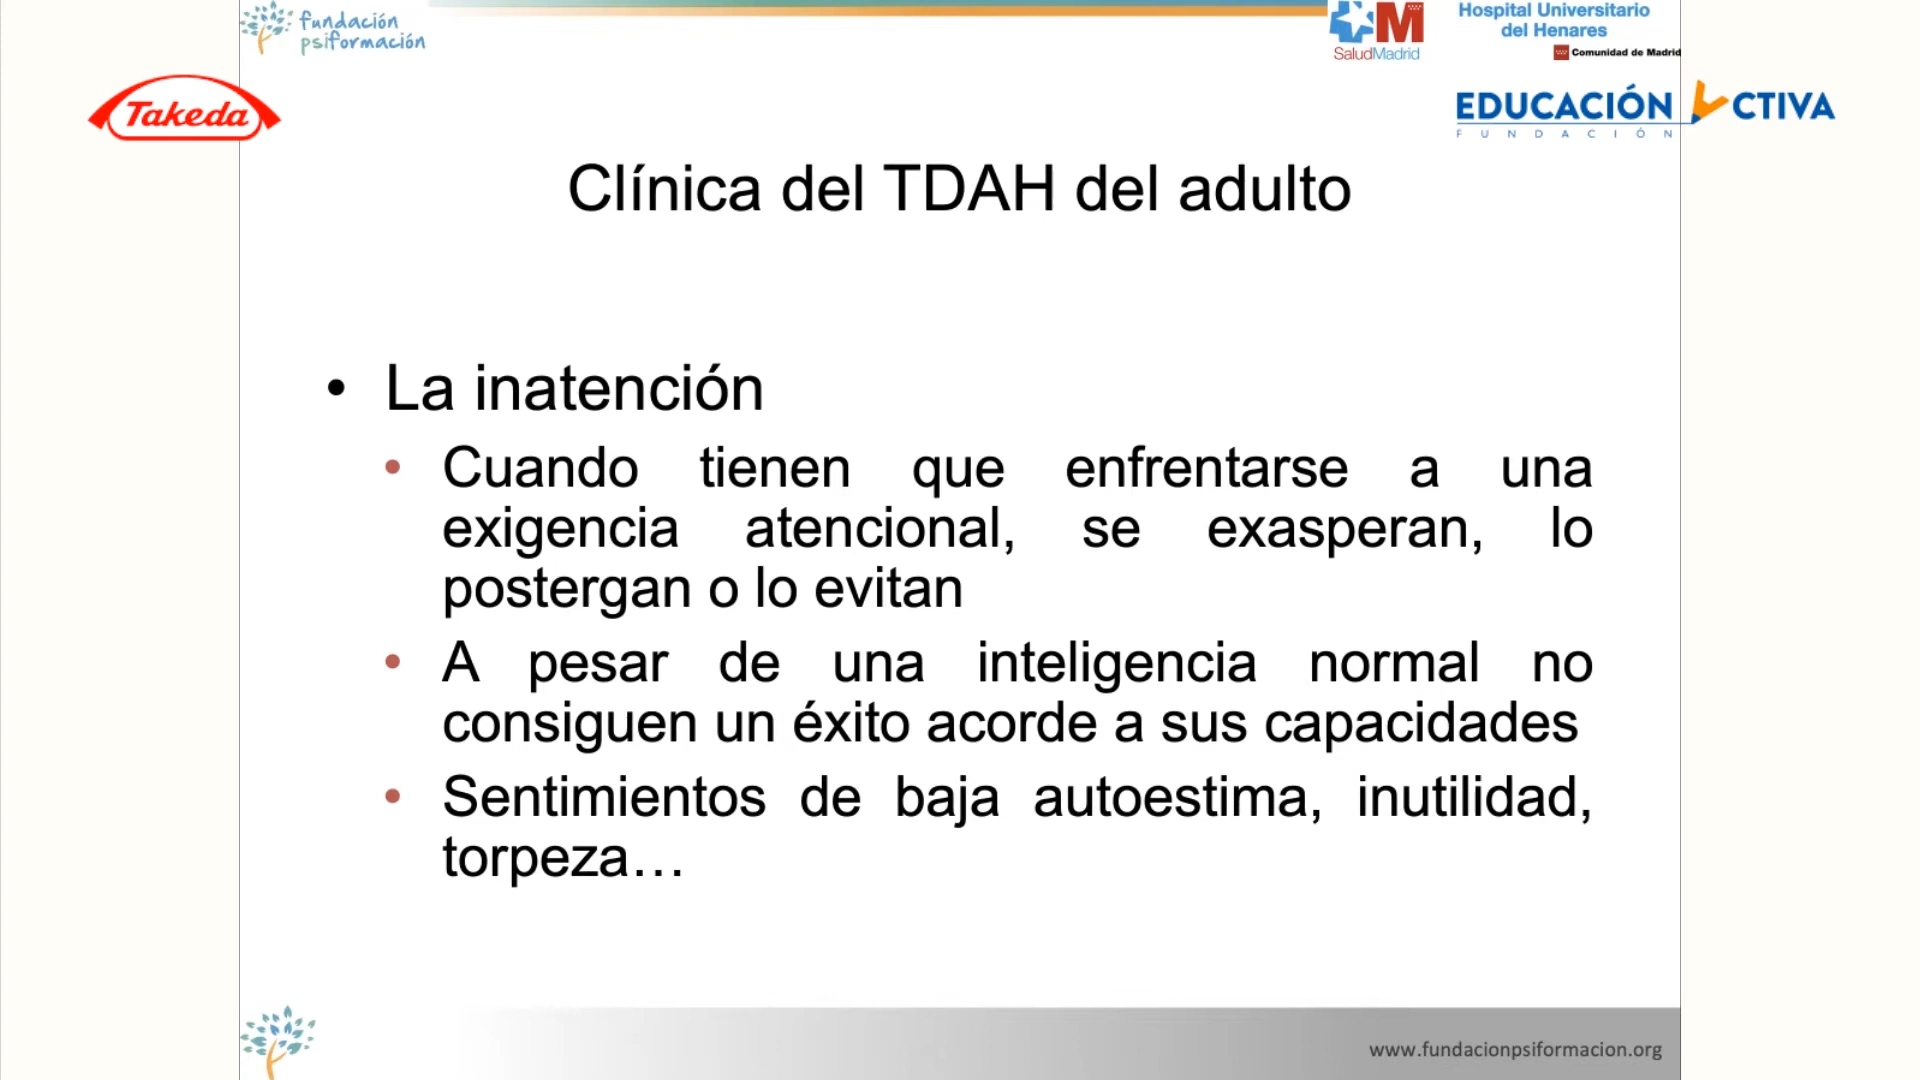 fundación
psiformación
SaludMadrid
Hospital Universitario
del Henares
Comunidad de Madrid
Takeda
EDUCACIÓN ACTIVA
FUNDACIÓN
Clínica del TDAH del adulto
• La inatención
• Cuando tienen que enfrentarse a una
exigencia atencional, se exasperan, lo
postergan o lo evitan
• A pesar de una inteligencia normal no
consiguen un éxito acorde a sus capacidades
• Sentimientos de baja autoestima, inutilidad,
torpeza…
www.fundacionpsiformacion.org